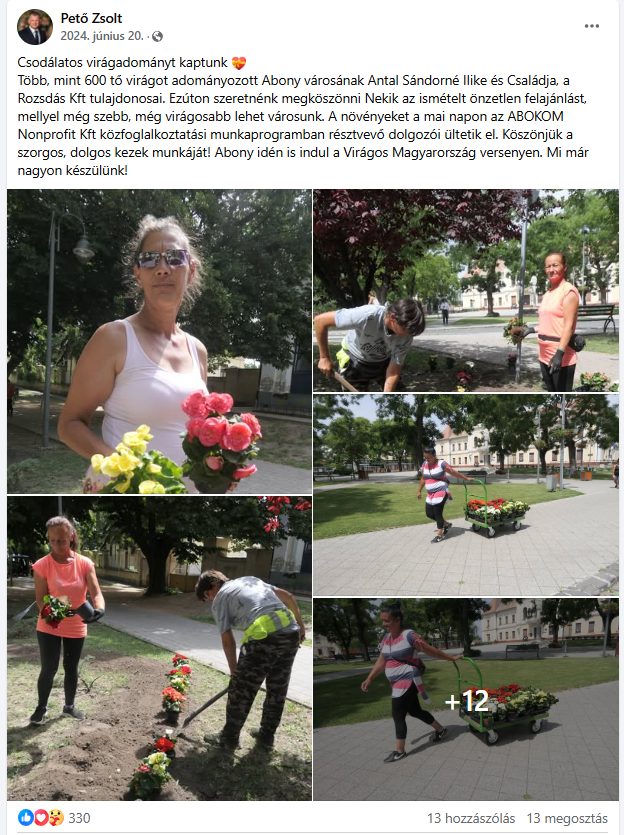 Pető Zsolt
2024. június 20. ·
Csodálatos virágadományt kaptunk
Több, mint 600 tő virágot adományozott Abony városának Antal Sándorné Ilike és Családja, a
Rozsdás Kft tulajdonosai. Ezúton szeretnénk megköszönni Nekik az ismételt önzetlen felajánlást,
mellyel még szebb, még virágosabb lehet városunk. A növényeket a mai napon az ABOKOM
Nonprofit Kft közfoglalkoztatási munkaprogramban résztvevő dolgozói ültetik el. Köszönjük a
szorgos, dolgos kezek munkáját! Abony idén is indul a Virágos Magyarország versenyen. Mi már
nagyon készülünk!
+12
330
13 hozzászólás 13 megosztás